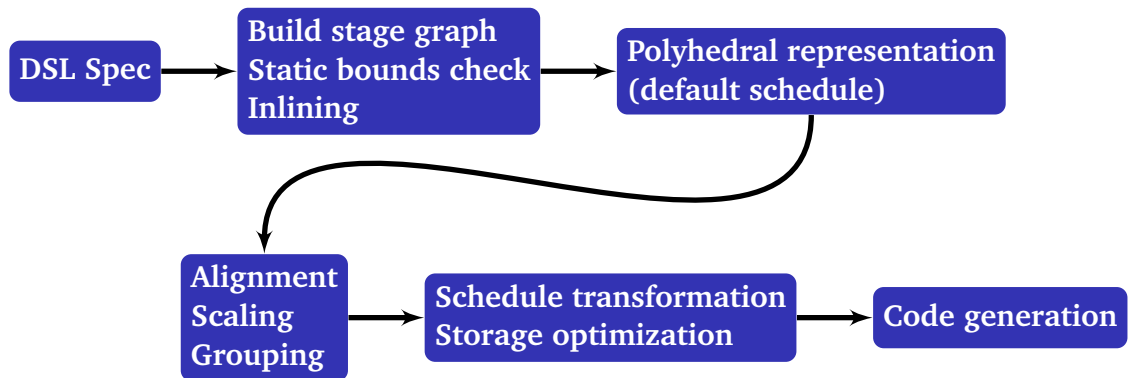 DSL Spec
Build stage graph
Static bounds check
Inlining
Polyhedral representation
(default schedule)
Alignment
Scaling
Grouping
Schedule transformation
Storage optimization
Code generation